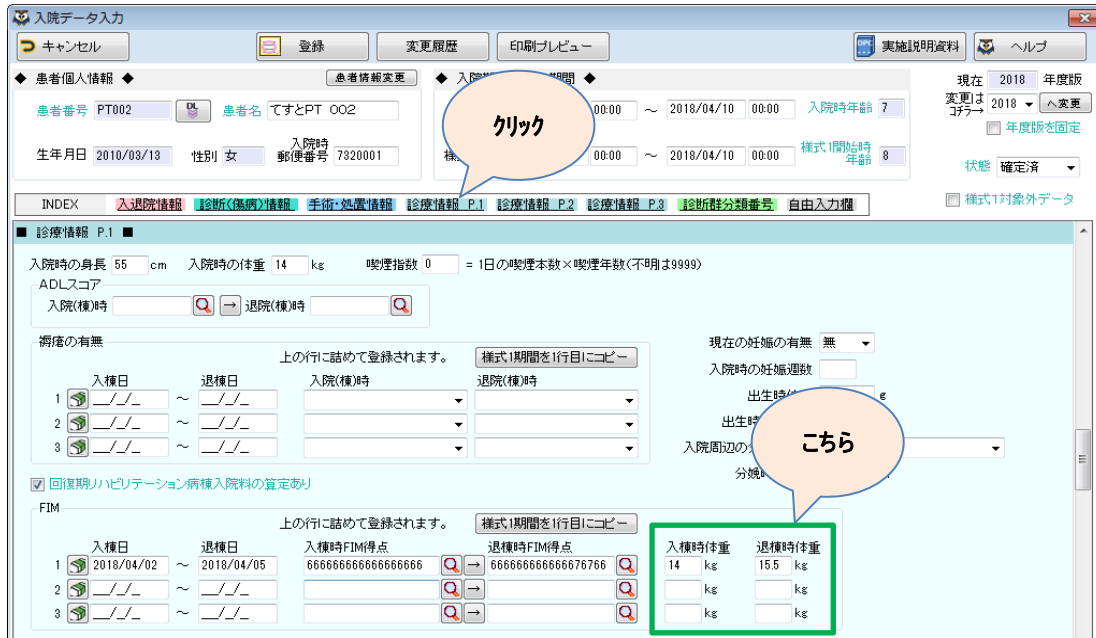 入院データ入力
キャンセル 登録 変更履歴 印刷プレビュー 実施説明資料 ヘルプ
◆ 患者個人情報 ◆ 患者情報変更 ◆ 入院 期間 ◆ 現在 2018 年度版
患者番号 PT002 患者名 てすとPT 002 00:00 ～ 2018/04/10 00:00 入院時年齢 7 変更は コチラ→ 2018 へ変更
年度版を固定
生年月日 2010/03/13 性別 女 入院時郵便番号 7320001 様 00:00 ～ 2018/04/10 00:00 様式1開始時年齢 8 状態 確定済
クリック
INDEX 入退院情報 診断(傷病)情報 手術・処置情報 診療情報 P.1 診療情報 P.2 診療情報 P.3 診断群分類番号 自由入力欄 様式1対象外データ
■ 診療情報 P.1 ■
入院時の身長 55 cm 入院時の体重 14 kg 喫煙指数 0 = 1日の喫煙本数×喫煙年数(不明は9999)
ADLスコア
入院(棟)時 → 退院(棟)時
褥瘡の有無 現在の妊娠の有無 無
上の行に詰めて登録されます。 様式1期間を1行目にコピー 入院時の妊娠週数
入棟日 退棟日 入院(棟)時 退院(棟)時 出生時 g
1 __/_/_ ～ __/_/_
2 __/_/_ ～ __/_/_ 出生時
3 __/_/_ ～ __/_/_ 入院周辺の
こちら
回復期リハビリテーション病棟入院料の算定あり 分娩
FIM
上の行に詰めて登録されます。 様式1期間を1行目にコピー
入棟日 退棟日 入棟時FIM得点 退棟時FIM得点 入棟時体重 退棟時体重
1 2018/04/02 ～ 2018/04/05 666666666666666666 → 666666666666676766 14 kg 15.5 kg
2 __/_/_ ～ __/_/_ → kg kg
3 __/_/_ ～ __/_/_ → kg kg